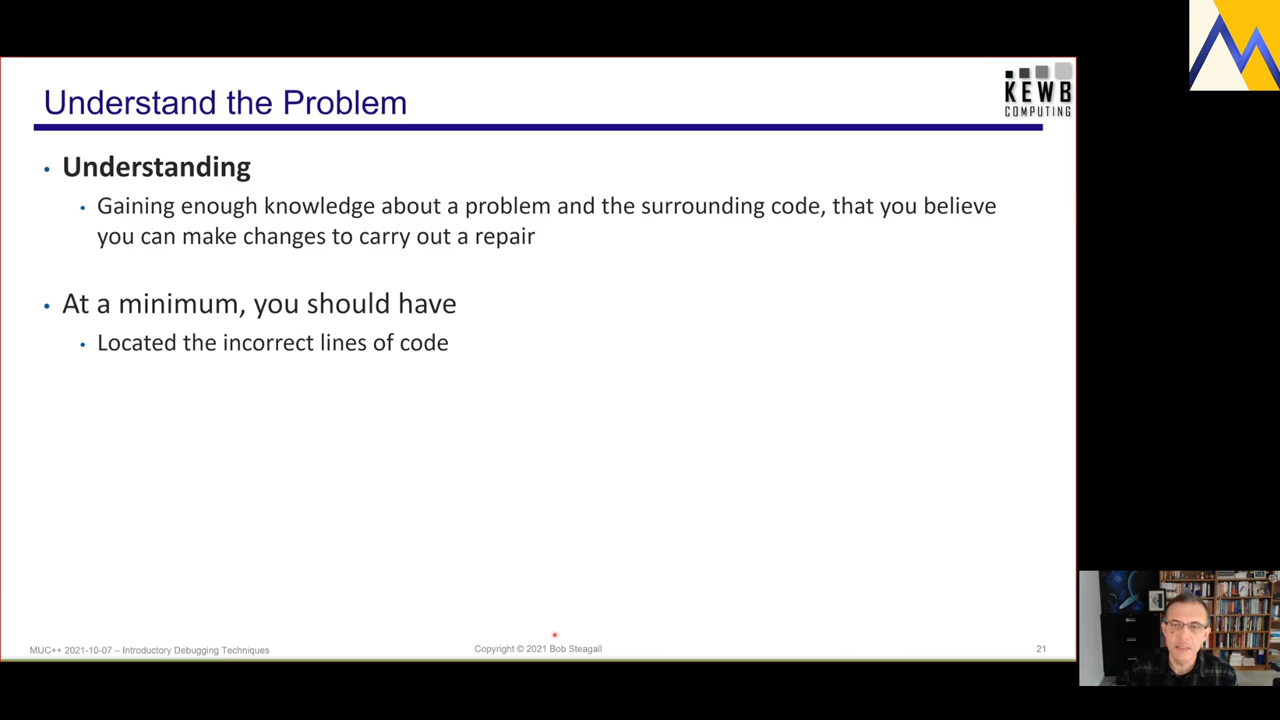 Understand the Problem
KEWB
COMPUTING
• Understanding
• Gaining enough knowledge about a problem and the surrounding code, that you believe
you can make changes to carry out a repair
• At a minimum, you should have
• Located the incorrect lines of code
MUC++ 2021-10-07 – Introductory Debugging Techniques
Copyright © 2021 Bob Steagall
21